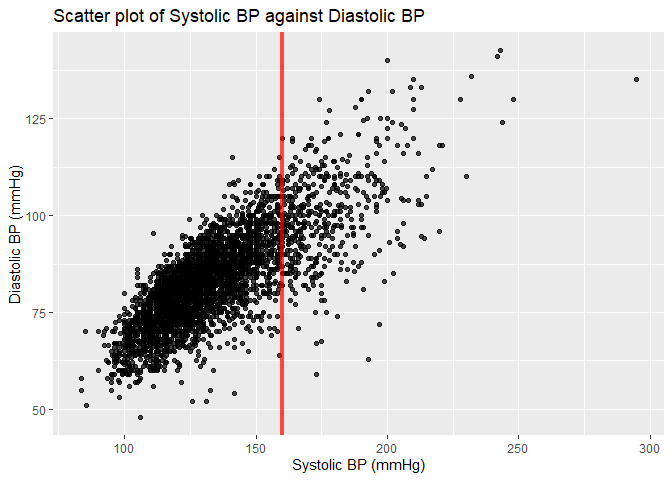 Scatter plot of Systolic BP against Diastolic BP
125
100
75
50
Diastolic BP (mmHg)
100 150 200 250 300
Systolic BP (mmHg)